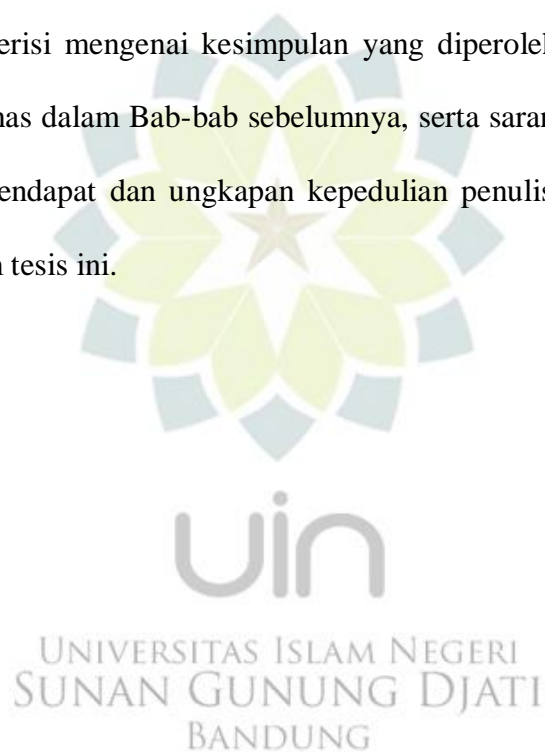 erisi mengenai kesimpulan yang diperoleh
as dalam Bab-bab sebelumnya, serta saran
endapat dan ungkapan kepedulian penulis
tesis ini.
uin
UNIVERSITAS ISLAM NEGERI
SUNAN GUNUNG DJATI
BANDUNG